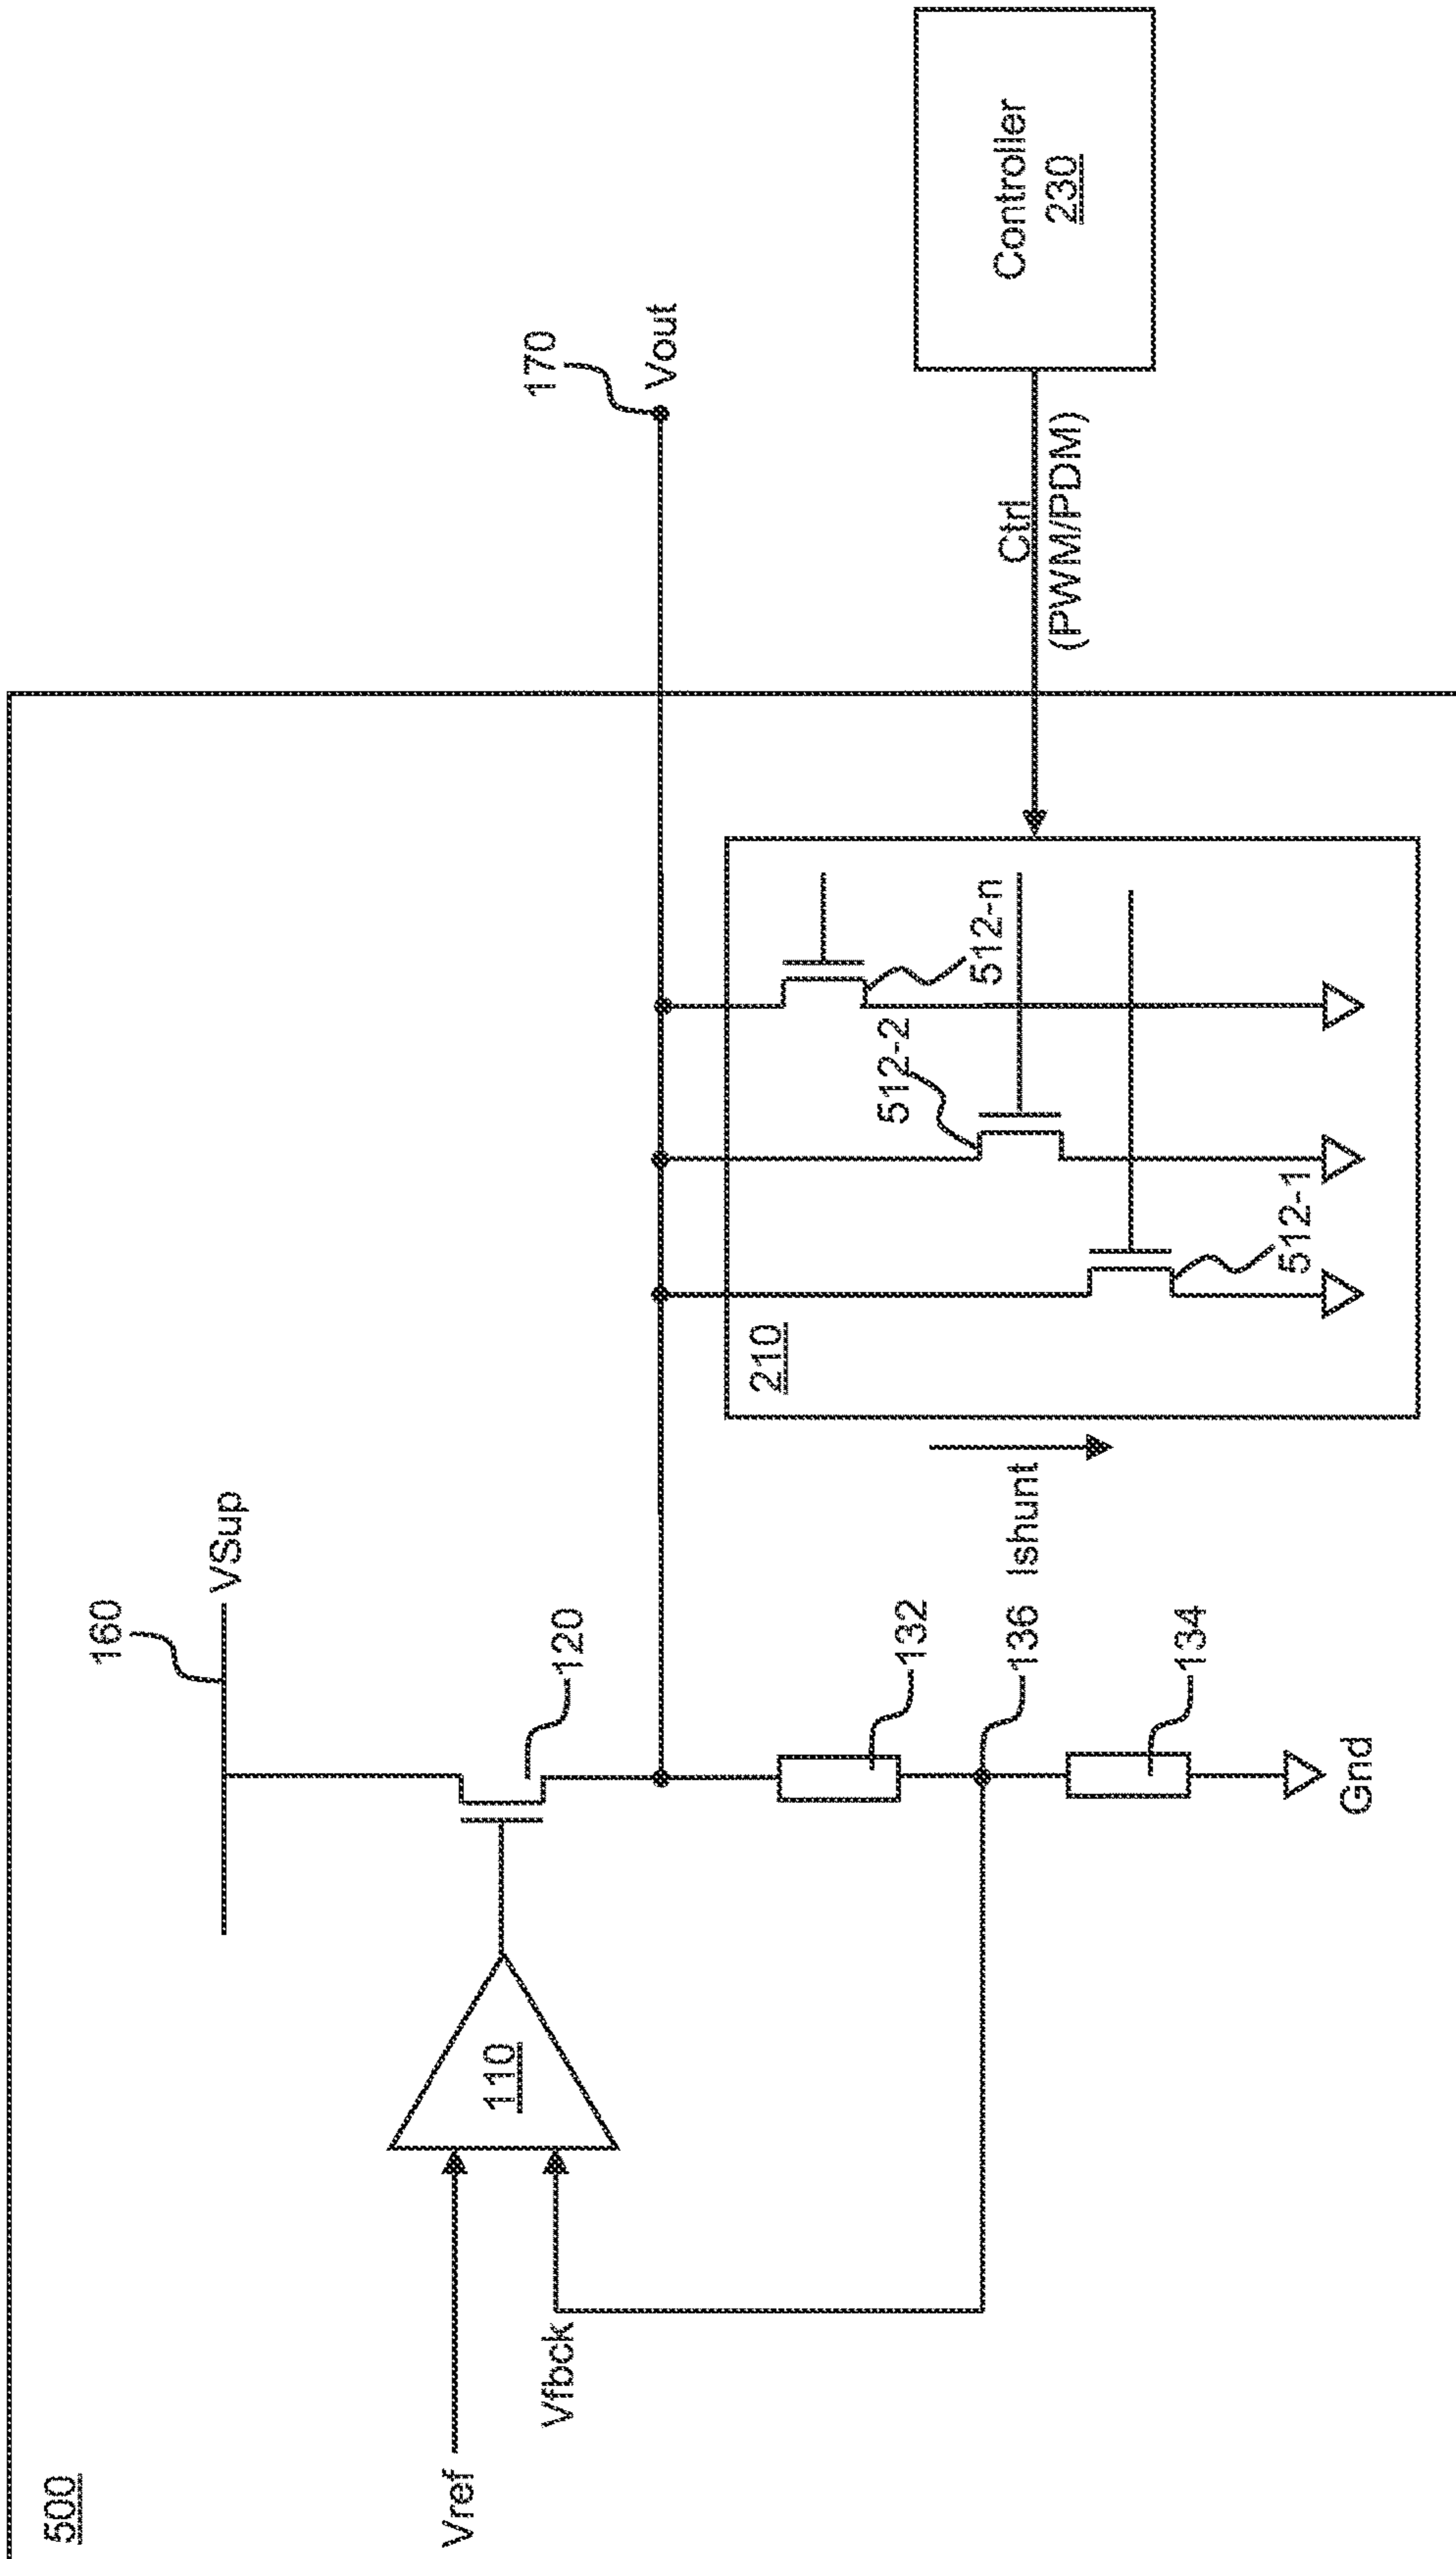 500
160
VSup
Vref
110
120
170
Vfbck
Vout
132
210
512-2
512-n
136
Ishunt
Ctrl
(PWM/PDM)
Controller
230
134
512-1
Gnd